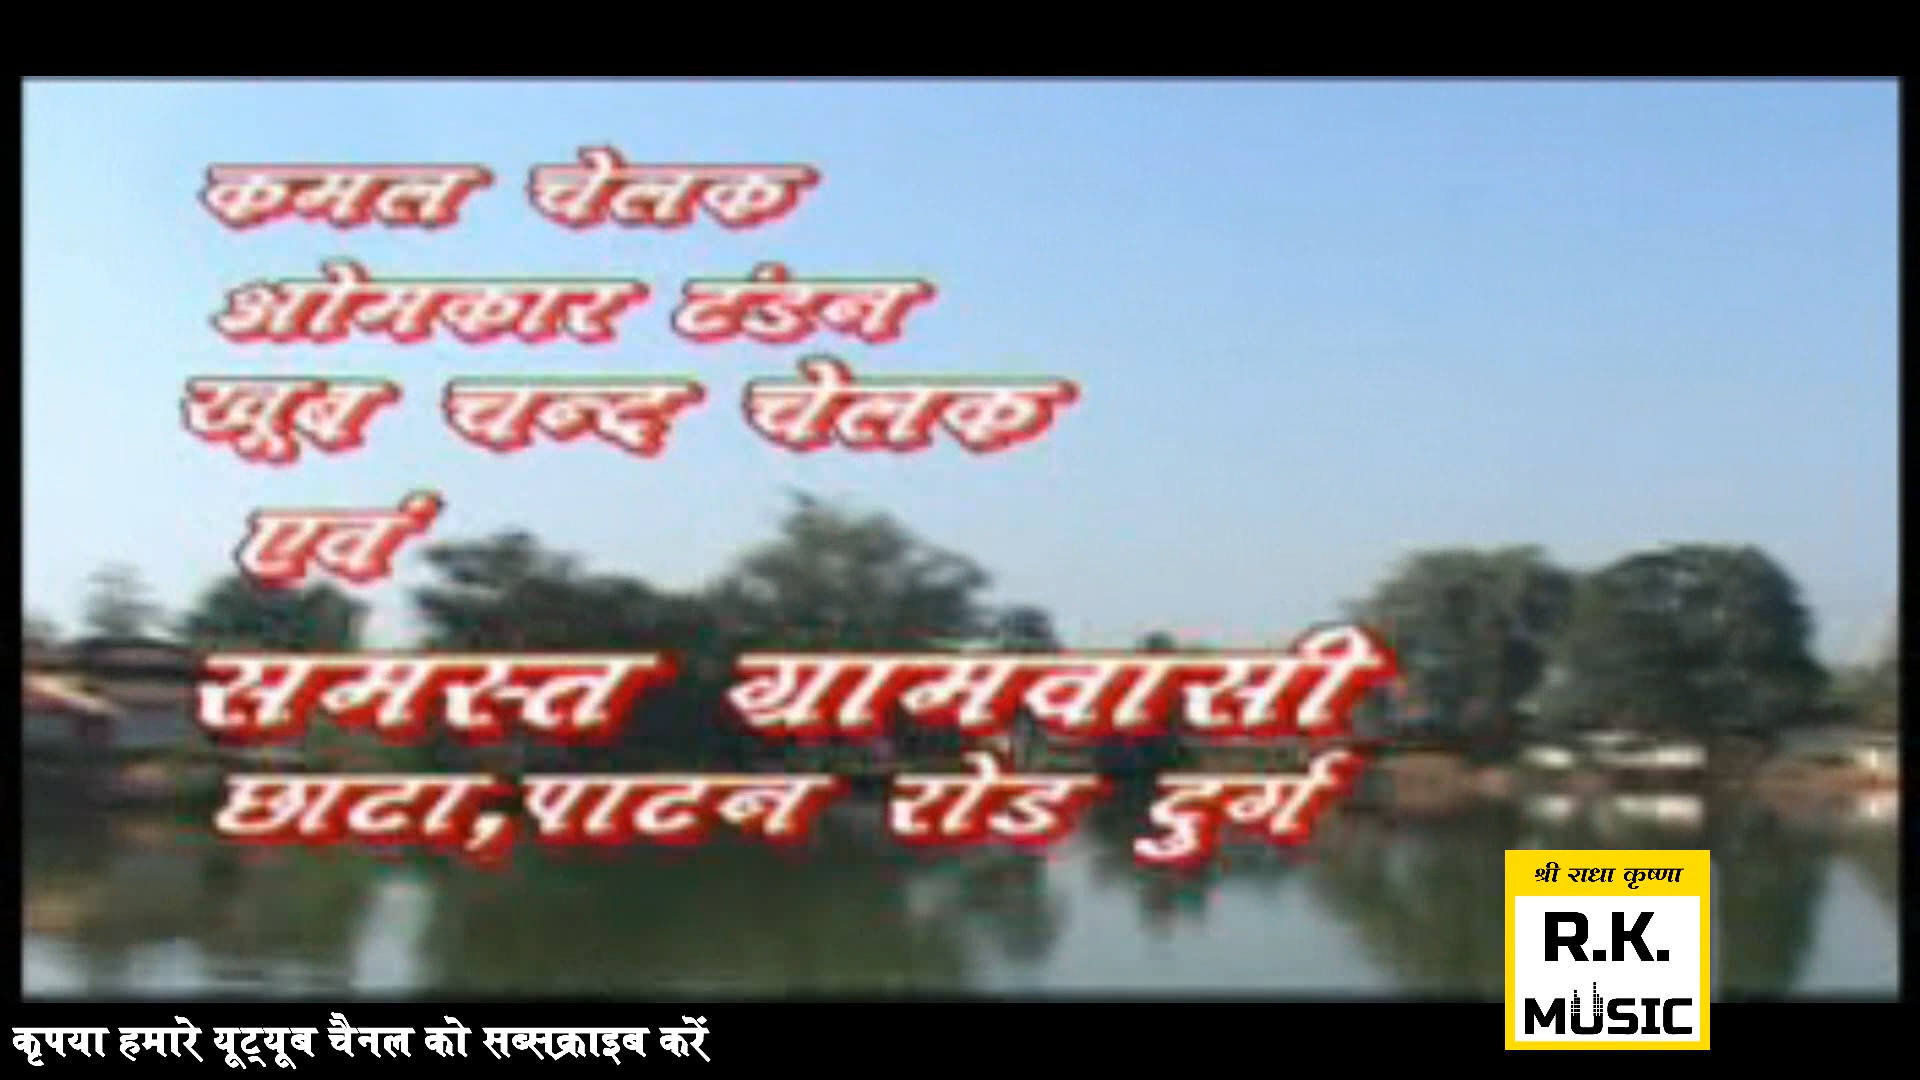 कमल चेलक
ओमकार टंडन
खूब चन्द चेलक
एवं
समस्त ग्रामवासी
छाटा,पाटन रोड दुर्ग
श्री राधा कृष्णा
R.K.
MUSIC
कृपया हमारे यूट्यूब चैनल को सब्सक्राइब करें